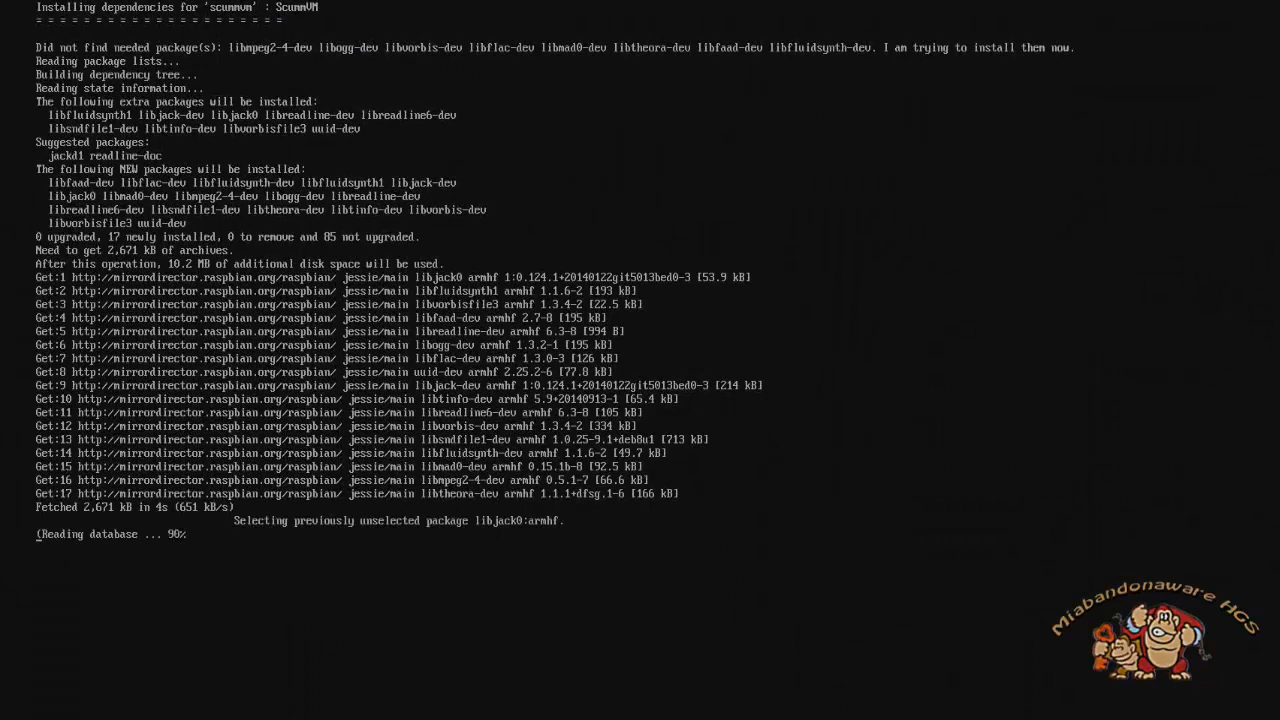 Installing dependencies for 'scummvm' : ScummVM
= = = = = = = = = = = = = = = = = = = = =
Did not find needed package(s): libmpeg2-4-dev libogg-dev libvorbis-dev libflac-dev libmad0-dev libtheora-dev libfaad-dev libfluidsynth-dev. I am trying to install them now.
Reading package lists...
Building dependency tree...
Reading state information...
The following extra packages will be installed:
libfluidsynth1 libjack-dev libjack0 libreadline-dev libreadline6-dev
libsndfile1-dev libtinfo-dev libvorbisfile3 uuid-dev
Suggested packages:
jackd1 readline-doc
The following NEW packages will be installed:
libfaad-dev libflac-dev libfluidsynth-dev libfluidsynth1 libjack-dev
libjack0 libmad0-dev libmpeg2-4-dev libogg-dev libreadline-dev
libreadline6-dev libsndfile1-dev libtheora-dev libtinfo-dev libvorbis-dev
libvorbisfile3 uuid-dev
0 upgraded, 17 newly installed, 0 to remove and 85 not upgraded.
Need to get 2,671 kB of archives.
After this operation, 10.2 MB of additional disk space will be used.
Get:1 http://mirrordirector.raspbian.org/raspbian/ jessie/main libjack0 armhf 1:0.124.1+20140122git5013bed0-3 [53.9 kB]
Get:2 http://mirrordirector.raspbian.org/raspbian/ jessie/main libfluidsynth1 armhf 1.1.6-2 [193 kB]
Get:3 http://mirrordirector.raspbian.org/raspbian/ jessie/main libvorbisfile3 armhf 1.3.4-2 [22.5 kB]
Get:4 http://mirrordirector.raspbian.org/raspbian/ jessie/main libfaad-dev armhf 2.7-8 [195 kB]
Get:5 http://mirrordirector.raspbian.org/raspbian/ jessie/main libreadline-dev armhf 6.3-8 [994 B]
Get:6 http://mirrordirector.raspbian.org/raspbian/ jessie/main libogg-dev armhf 1.3.2-1 [195 kB]
Get:7 http://mirrordirector.raspbian.org/raspbian/ jessie/main libflac-dev armhf 1.3.0-3 [126 kB]
Get:8 http://mirrordirector.raspbian.org/raspbian/ jessie/main uuid-dev armhf 2.25.2-6 [77.8 kB]
Get:9 http://mirrordirector.raspbian.org/raspbian/ jessie/main libjack-dev armhf 1:0.124.1+20140122git5013bed0-3 [214 kB]
Get:10 http://mirrordirector.raspbian.org/raspbian/ jessie/main libtinfo-dev armhf 5.9+20140913-1 [65.4 kB]
Get:11 http://mirrordirector.raspbian.org/raspbian/ jessie/main libreadline6-dev armhf 6.3-8 [105 kB]
Get:12 http://mirrordirector.raspbian.org/raspbian/ jessie/main libvorbis-dev armhf 1.3.4-2 [334 kB]
Get:13 http://mirrordirector.raspbian.org/raspbian/ jessie/main libsndfile1-dev armhf 1.0.25-9.1+deb8u1 [713 kB]
Get:14 http://mirrordirector.raspbian.org/raspbian/ jessie/main libfluidsynth-dev armhf 1.1.6-2 [49.7 kB]
Get:15 http://mirrordirector.raspbian.org/raspbian/ jessie/main libmad0-dev armhf 0.15.1b-8 [92.5 kB]
Get:16 http://mirrordirector.raspbian.org/raspbian/ jessie/main libmpeg2-4-dev armhf 0.5.1-7 [66.6 kB]
Get:17 http://mirrordirector.raspbian.org/raspbian/ jessie/main libtheora-dev armhf 1.1.1+dfsg.1-6 [166 kB]
Fetched 2,671 kB in 4s (651 kB/s)
Selecting previously unselected package libjack0:armhf.
(Reading database ... 90%
Miabandonaware HGS